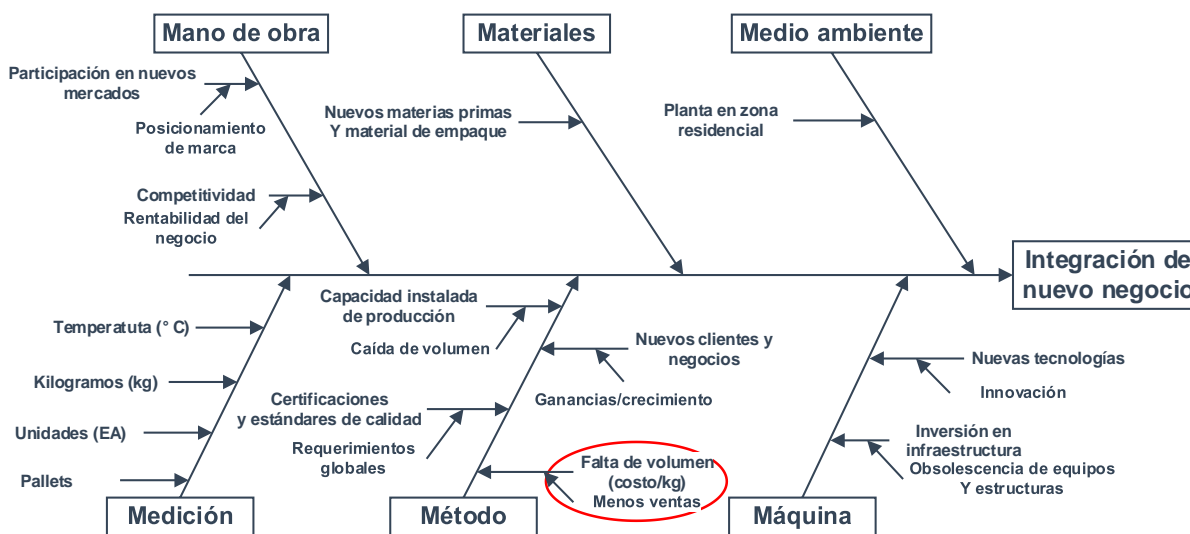 Mano de obra
Materiales
Medio ambiente
Participación en nuevos
mercados
Posicionamiento
de marca
Competitividad
Rentabilidad del
negocio
Nuevos materias primas
Y material de empaque
Planta en zona
residencial
Integración de
nuevo negocio
Temperatuta (° C)
Kilogramos (kg)
Unidades (EA)
Pallets
Capacidad instalada
de producción
Caída de volumen
Nuevos clientes y
negocios
Ganancias/crecimiento
Certificaciones
y estándares de calidad
Requerimientos
globales
Falta de volumen
(costo/kg)
Menos ventas
Nuevas tecnologías
Innovación
Inversión en
infraestructura
Obsolescencia de equipos
Y estructuras
Medición
Método
Máquina